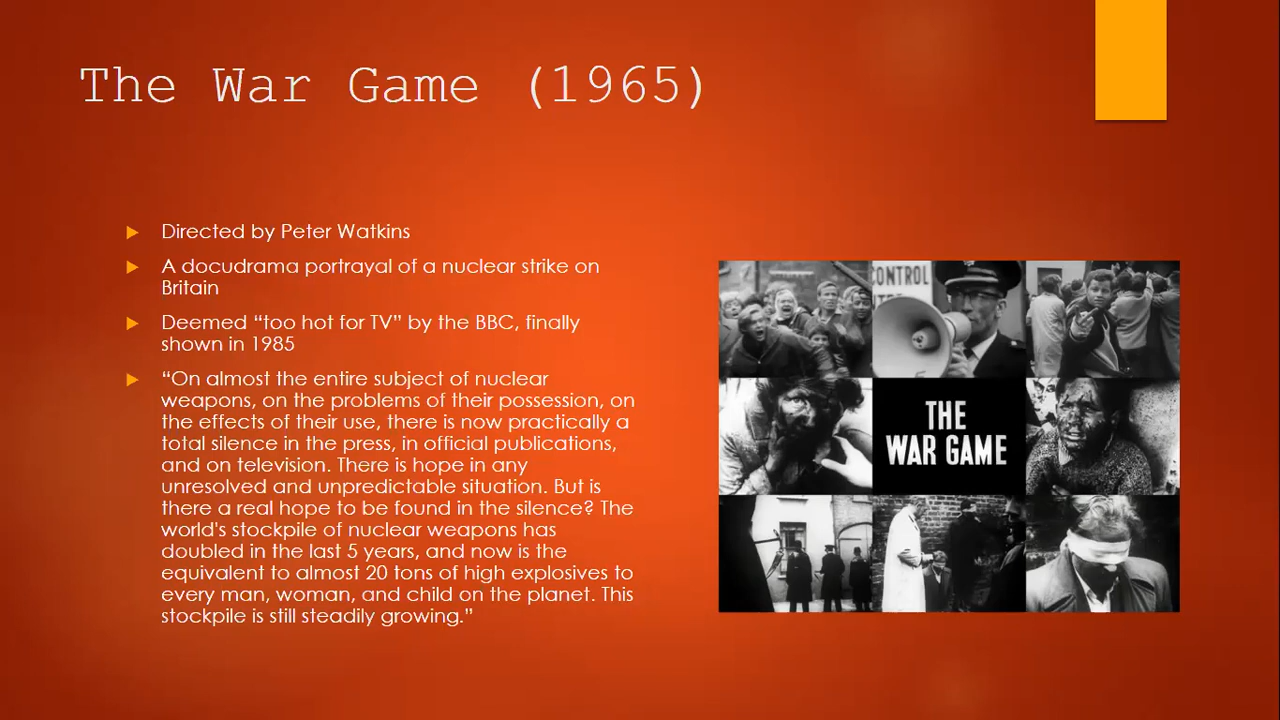 The War Game (1965)
Directed by Peter Watkins
A docudrama portrayal of a nuclear strike on
Britain
Deemed “too hot for TV” by the BBC, finally
shown in 1985
“On almost the entire subject of nuclear
weapons, on the problems of their possession, on
the effects of their use, there is now practically a
total silence in the press, in official publications,
and on television. There is hope in any
unresolved and unpredictable situation. But is
there a real hope to be found in the silence? The
world's stockpile of nuclear weapons has
doubled in the last 5 years, and now is the
equivalent to almost 20 tons of high explosives to
every man, woman, and child on the planet. This
stockpile is still steadily growing.”
CONTROL
THE
WAR GAME